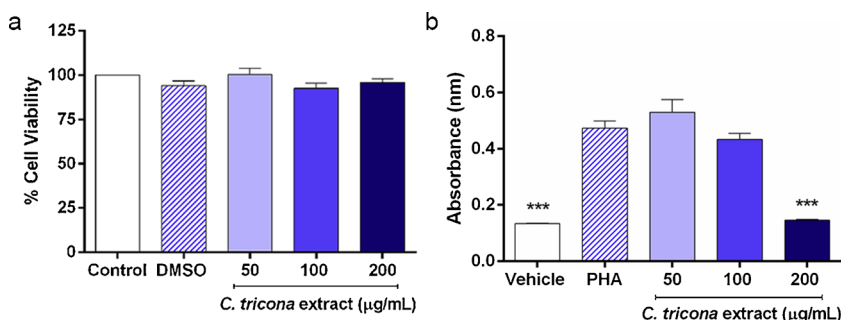 a
125
100
75
50
25
0
% Cell Viability
Control DMSO 50 100 200
C. tricona extract (μg/mL)
b
0.8
0.6
0.4
0.2
0.0
Absorbance (nm)
*** ***
Vehicle PHA 50 100 200
C. tricona extract (μg/mL)